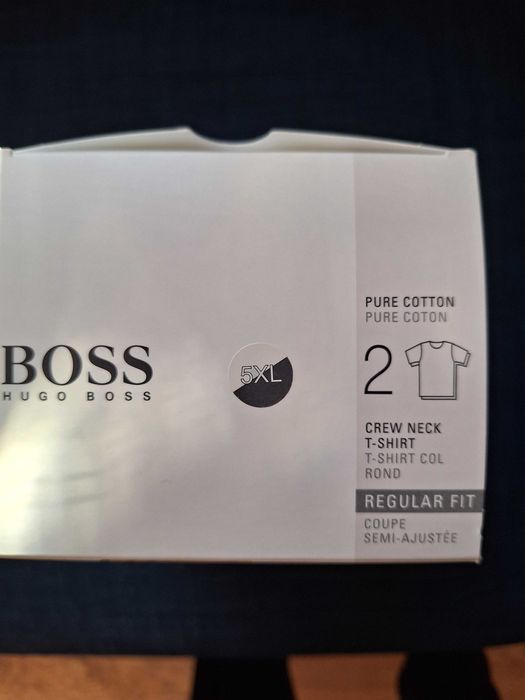 BOSS
HUGO BOSS
5XL
PURE COTTON
PURE COTON
2
CREW NECK
T-SHIRT
T-SHIRT COL
ROND
REGULAR FIT
COUPE
SEMI-AJUSTÉE